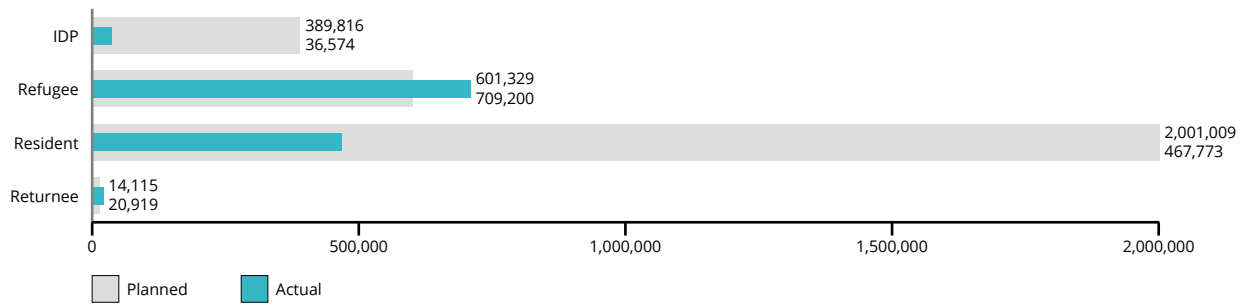 IDP
389,816
36,574
Refugee
601,329
709,200
Resident
2,001,009
467,773
Returnee
14,115
20,919
0 500,000 1,000,000 1,500,000 2,000,000
Planned Actual